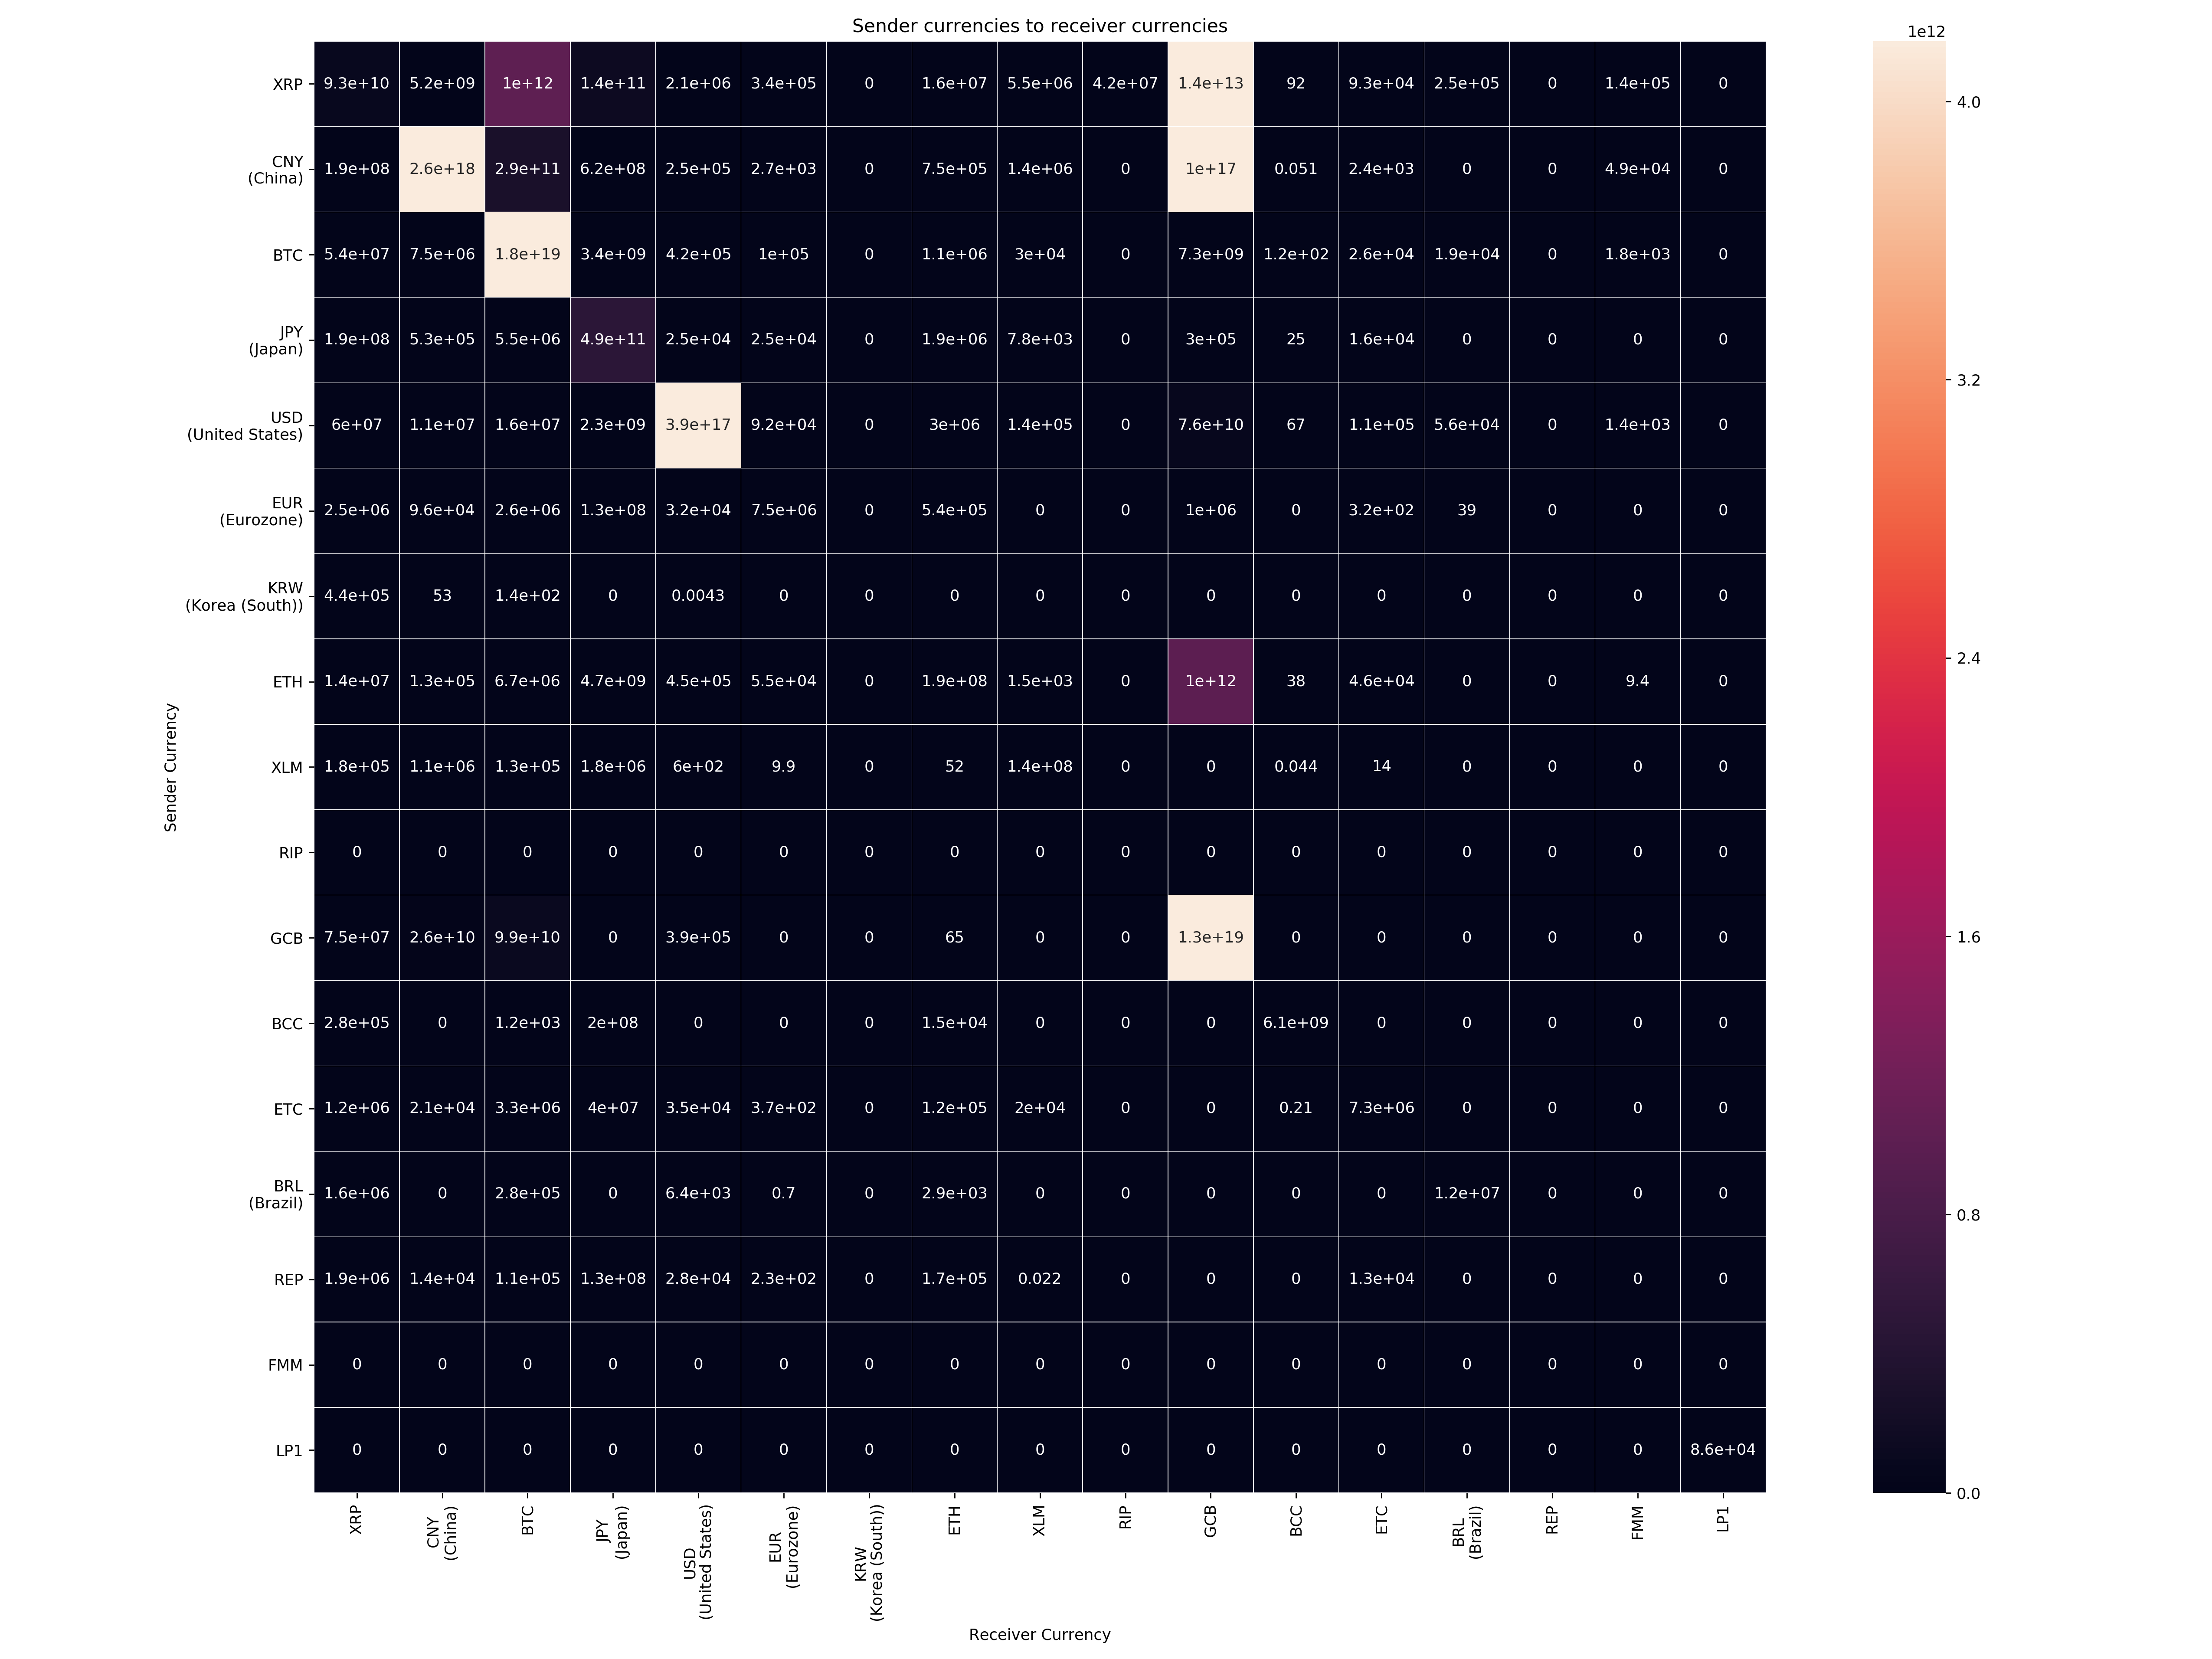 Sender currencies to receiver currencies
1e12
XRP 9.3e+10 5.2e+09 1e+12 1.4e+11 2.1e+06 3.4e+05 0 1.6e+07 5.5e+06 4.2e+07 1.4e+13 92 9.3e+04 2.5e+05 0 1.4e+05 0
4.0
CNY
(China)
1.9e+08 2.6e+18 2.9e+11 6.2e+08 2.5e+05 2.7e+03 0 7.5e+05 1.4e+06 0 1e+17 0.051 2.4e+03 0 0 4.9e+04 0
BTC 5.4e+07 7.5e+06 1.8e+19 3.4e+09 4.2e+05 1e+05 0 1.1e+06 3e+04 0 7.3e+09 1.2e+02 2.6e+04 1.9e+04 0 1.8e+03 0
JPY
(Japan)
1.9e+08 5.3e+05 5.5e+06 4.9e+11 2.5e+04 2.5e+04 0 1.9e+06 7.8e+03 0 3e+05 25 1.6e+04 0 0 0 0
3.2
USD
(United States)
6e+07 1.1e+07 1.6e+07 2.3e+09 3.9e+17 9.2e+04 0 3e+06 1.4e+05 0 7.6e+10 67 1.1e+05 5.6e+04 0 1.4e+03 0
EUR
(Eurozone)
2.5e+06 9.6e+04 2.6e+06 1.3e+08 3.2e+04 7.5e+06 0 5.4e+05 0 0 1e+06 0 3.2e+02 39 0 0 0
KRW
(Korea (South))
4.4e+05 53 1.4e+02 0 0.0043 0 0 0 0 0 0 0 0 0 0 0 0
2.4
ETH 1.4e+07 1.3e+05 6.7e+06 4.7e+09 4.5e+05 5.5e+04 0 1.9e+08 1.5e+03 0 1e+12 38 4.6e+04 0 0 9.4 0
Sender Currency
XLM 1.8e+05 1.1e+06 1.3e+05 1.8e+06 6e+02 9.9 0 52 1.4e+08 0 0 0.044 14 0 0 0 0
RIP 0 0 0 0 0 0 0 0 0 0 0 0 0 0 0 0 0
GCB 7.5e+07 2.6e+10 9.9e+10 0 3.9e+05 0 0 65 0 0 1.3e+19 0 0 0 0 0 0
1.6
BCC 2.8e+05 0 1.2e+03 2e+08 0 0 0 1.5e+04 0 0 0 6.1e+09 0 0 0 0 0
ETC 1.2e+06 2.1e+04 3.3e+06 4e+07 3.5e+04 3.7e+02 0 1.2e+05 2e+04 0 0 0.21 7.3e+06 0 0 0 0
BRL
(Brazil)
1.6e+06 0 2.8e+05 0 6.4e+03 0.7 0 2.9e+03 0 0 0 0 0 1.2e+07 0 0 0
0.8
REP 1.9e+06 1.4e+04 1.1e+05 1.3e+08 2.8e+04 2.3e+02 0 1.7e+05 0.022 0 0 0 1.3e+04 0 0 0 0
FMM 0 0 0 0 0 0 0 0 0 0 0 0 0 0 0 0 0
LP1 0 0 0 0 0 0 0 0 0 0 0 0 0 0 0 0 8.6e+04
0.0
XRP
CNY
(China)
BTC
JPY
(Japan)
USD
(United States)
EUR
(Eurozone)
KRW
(Korea (South))
ETH
XLM
RIP
GCB
BCC
ETC
BRL
(Brazil)
REP
FMM
LP1
Receiver Currency